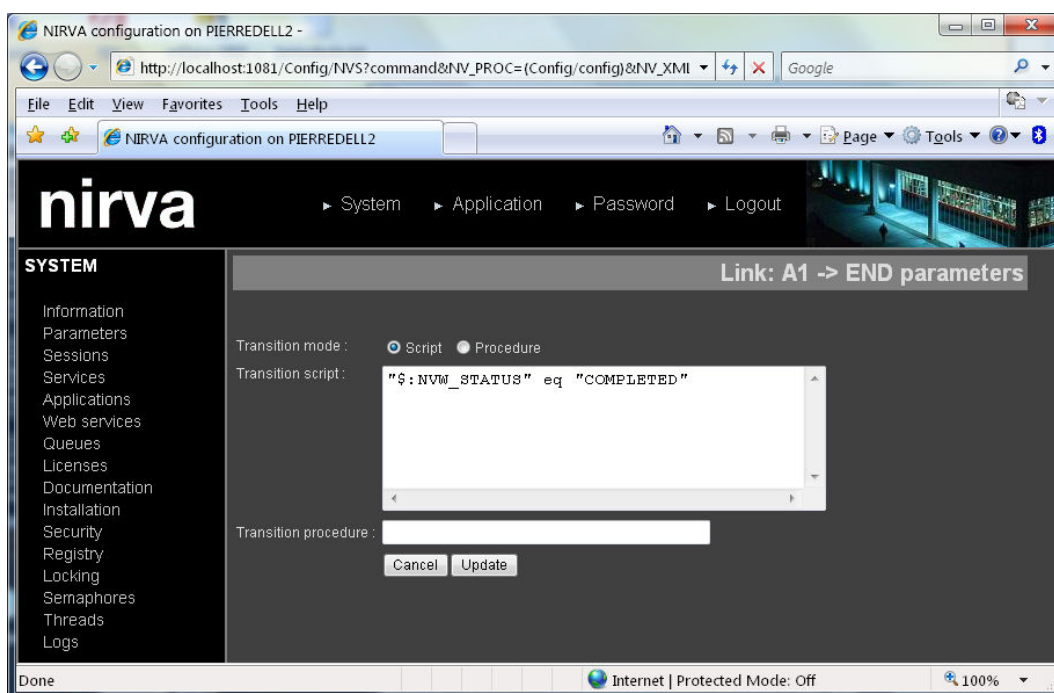 NIRVA configuration on PIERREDELL2 -
http://localhost:1081/Config/NVS?command&NV_PROC={Config/config}&NV_XMI
Google
File Edit View Favorites Tools Help
NIRVA configuration on PIERREDELL2
Page Tools
nirva
System Application Password Logout
SYSTEM
Link: A1 -> END parameters
Information
Parameters
Sessions
Services
Applications
Web services
Queues
Licenses
Documentation
Installation
Security
Registry
Locking
Semaphores
Threads
Logs
Transition mode : Script Procedure
Transition script : "$:NVW_STATUS" eq "COMPLETED"
Transition procedure :
Cancel Update
Done
Internet | Protected Mode: Off
100%